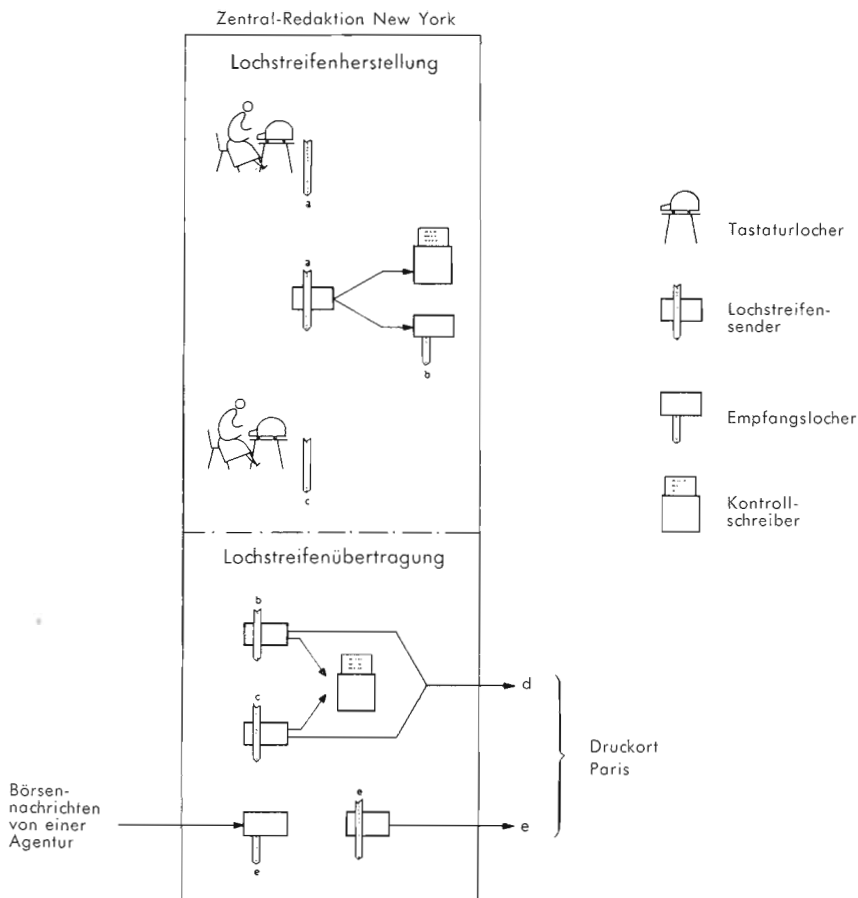 Zentral-Redaktion New York
Lochstreifenherstellung
a
a
b
c
Tastaturlocher
Lochstreifen-
sender
Empfangslocher
Kontroll-
schreiber
Lochstreifenübertragung
b
c
d
Druckort
Paris
Börsen-
nachrichten
von einer
Agentur
e
e
e